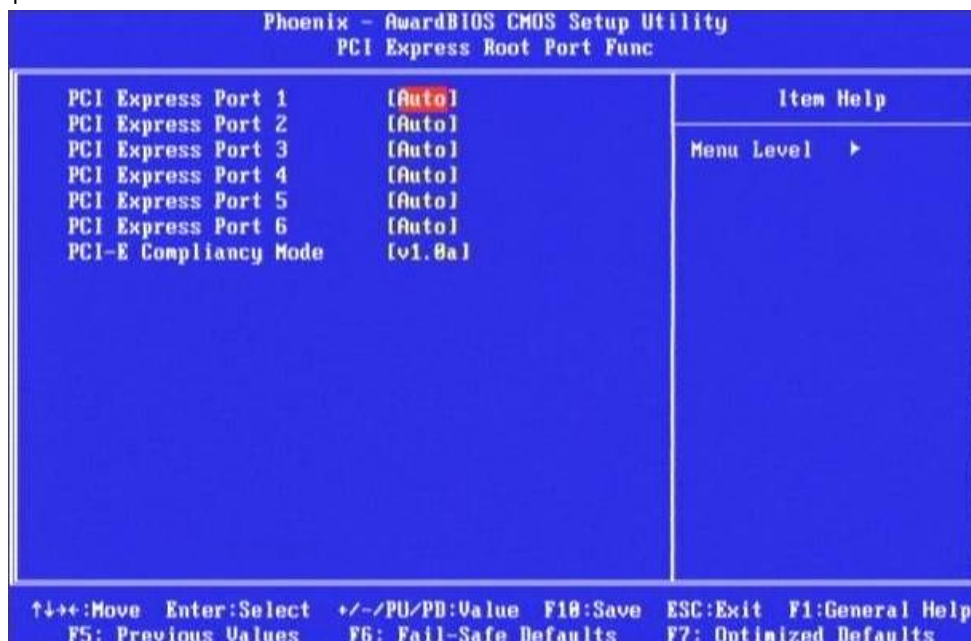 Phoenix - AwardBIOS CMOS Setup Utility
PCI Express Root Port Func
PCI Express Port 1 [Auto]
PCI Express Port 2 [Auto]
PCI Express Port 3 [Auto]
PCI Express Port 4 [Auto]
PCI Express Port 5 [Auto]
PCI Express Port 6 [Auto]
PCI-E Compliancy Mode [v1.0a]
Item Help
Menu Level ►
↑↓→←:Move Enter:Select +/-/PU/PD:Value F10:Save ESC:Exit F1:General Help
F5: Previous Values F6: Fail-Safe Defaults F7: Optimized Defaults